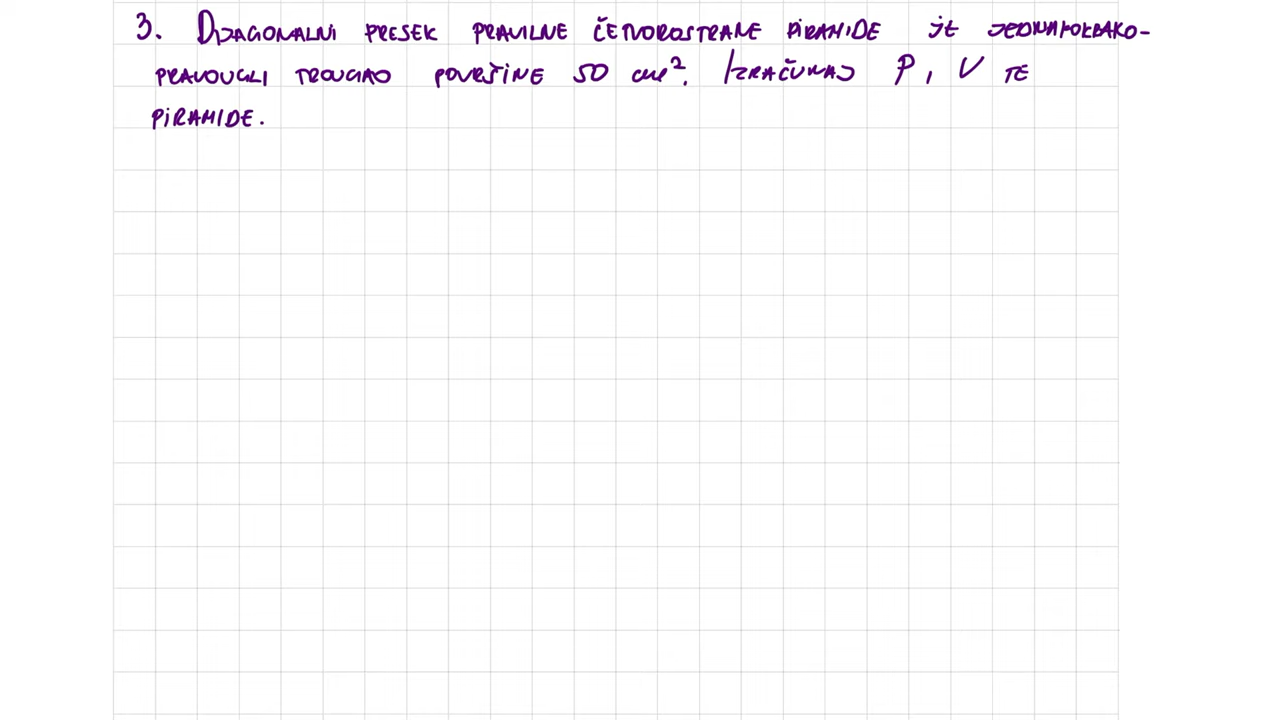 3. DIJAGONALNI PRESEK PRAVILNE ČETVOROSTRANE PIRAMIDE JE JEDNAKOKRAKO-
PRAVOUGLI TROUGAO POVRŠINE 50 cm². IZRAČUNAJ P, V TE
PIRAMIDE.